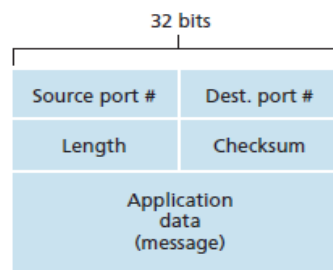 32 bits
Source port #
Dest. port #
Length
Checksum
Application
data
(message)